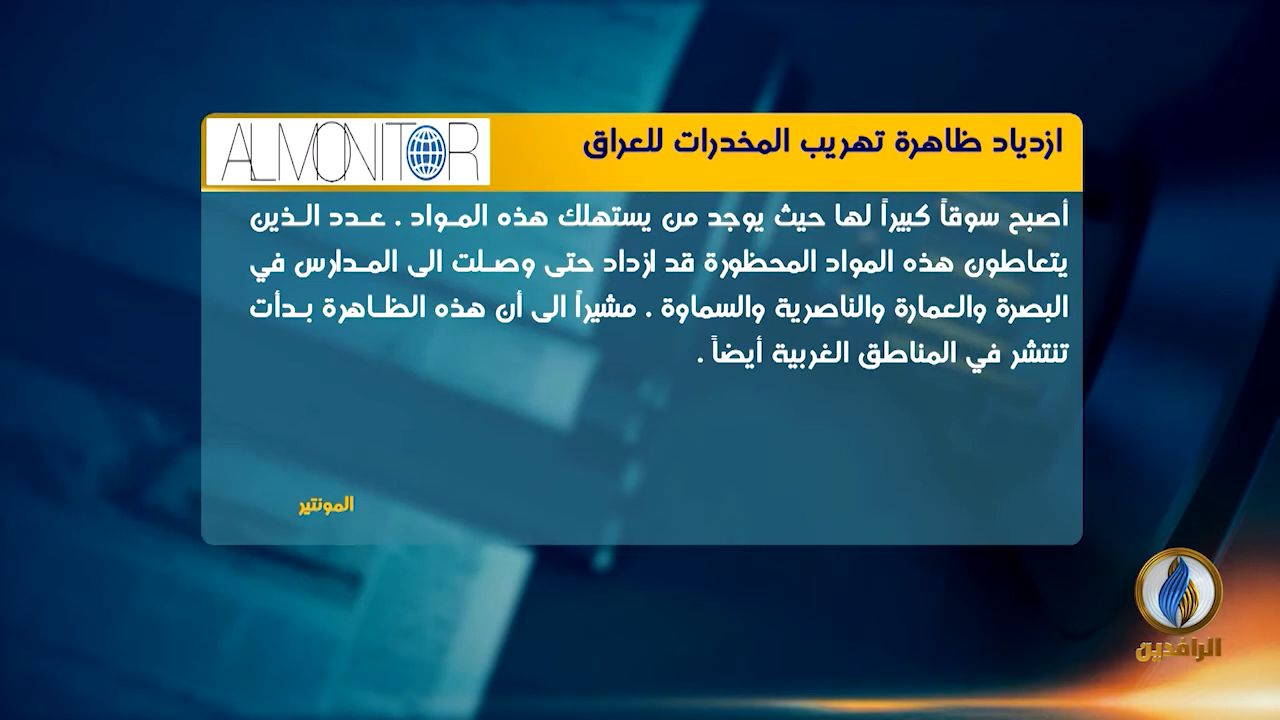 ازدياد ظاهرة تهريب المخدرات للعراق
ALMONITOR
أصبح سوقاً كبيراً لها حيث يوجد من يستهلك هذه المـواد . عـدد الـذين
يتعاطون هذه المواد المحظورة قد ازداد حتى وصـلت الى المـدارس في
البصرة والعمارة والناصرية والسماوة . مشيراً الى أن هذه الظـاهرة بـدأت
تنتشر في المناطق الغربية أيضاً .
المونتير
الرافدين